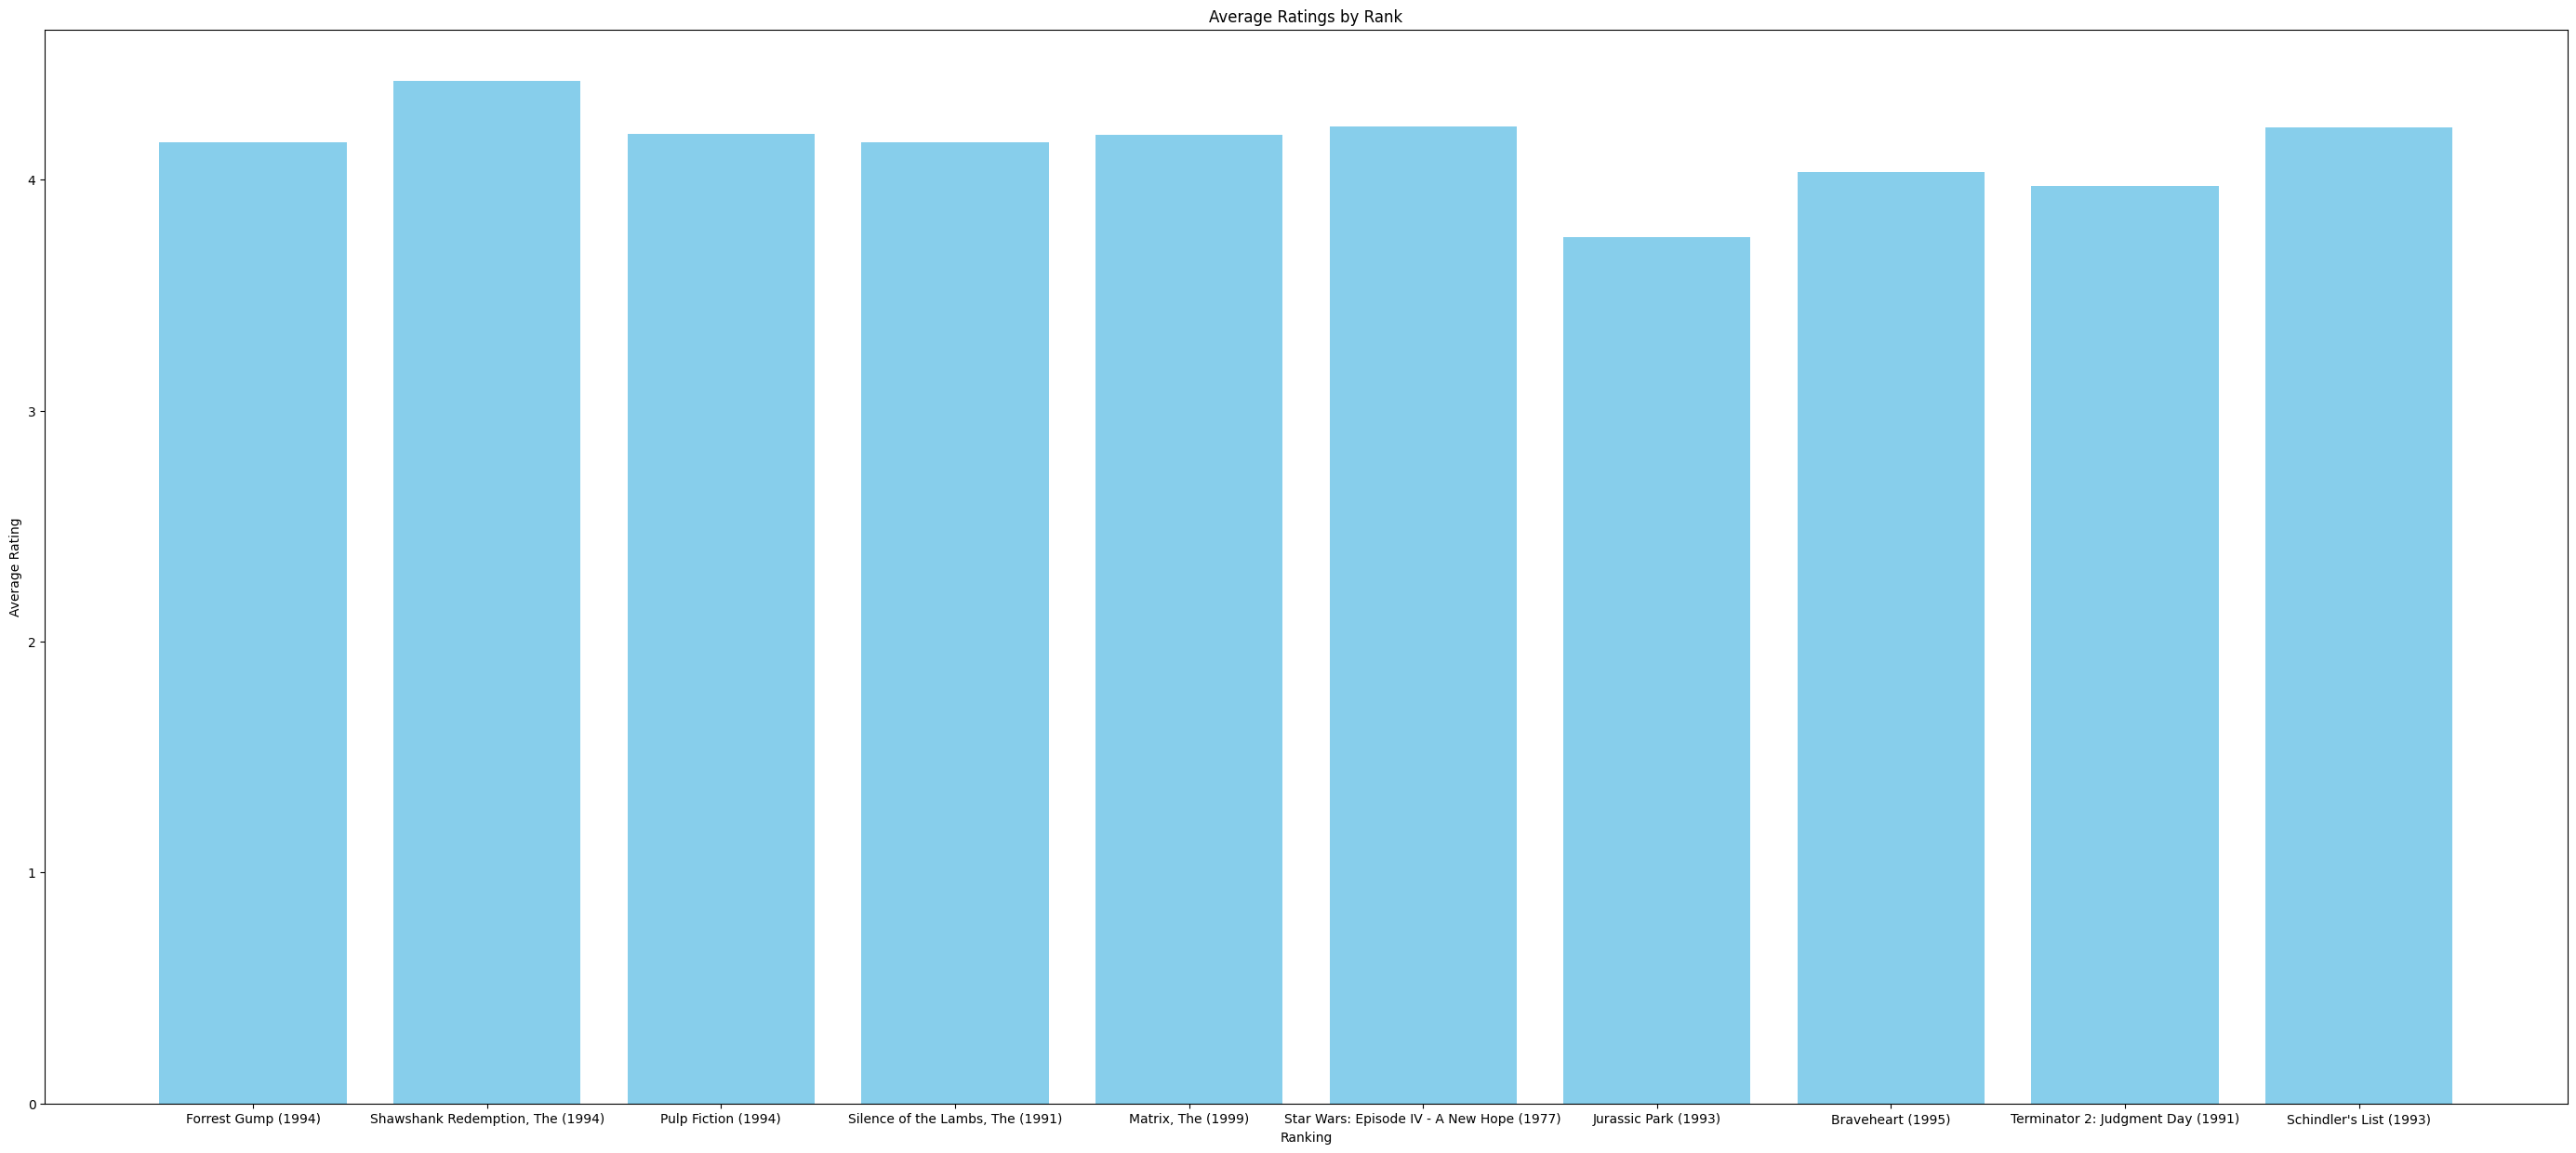 Average Ratings by Rank
Average Rating
4
3
2
1
0
Forrest Gump (1994)
Shawshank Redemption, The (1994)
Pulp Fiction (1994)
Silence of the Lambs, The (1991)
Matrix, The (1999)
Star Wars: Episode IV - A New Hope (1977)
Jurassic Park (1993)
Braveheart (1995)
Terminator 2: Judgment Day (1991)
Schindler's List (1993)
Ranking